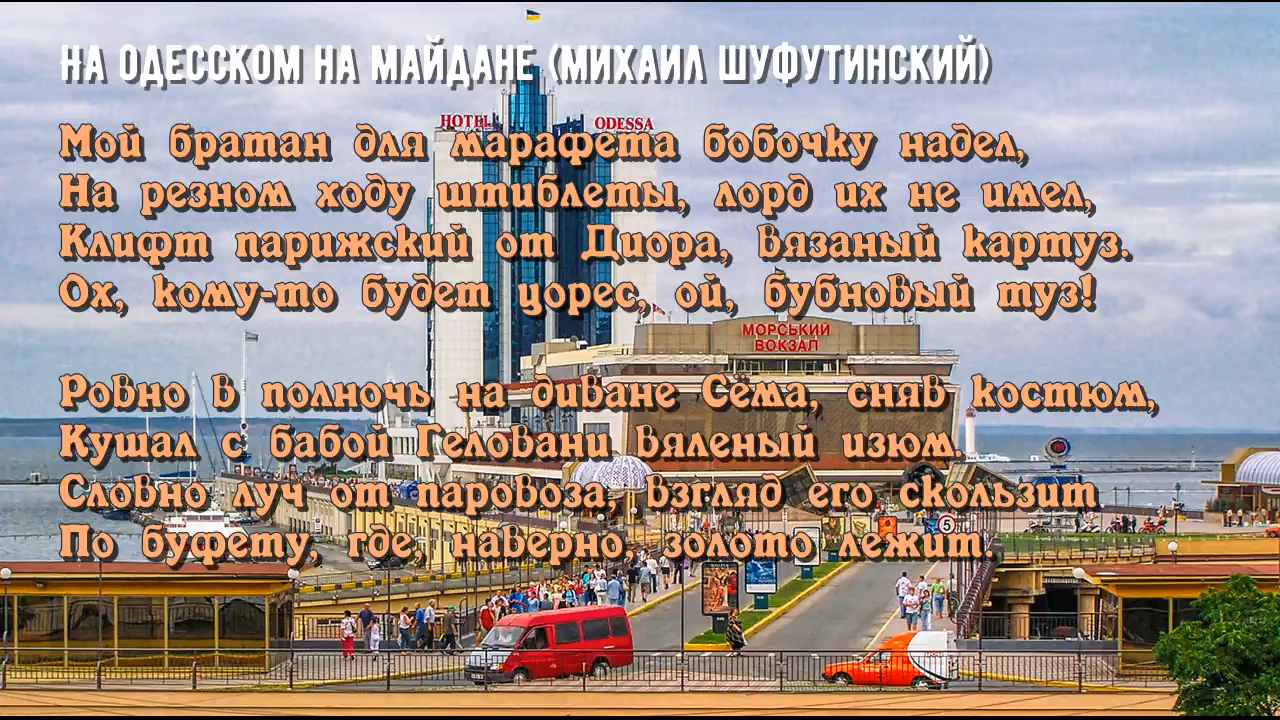 НА ОДЕССКОМ НА МАЙДАНЕ (МИХАИЛ ШУФУТИНСКИЙ)
HOTEL ODESSA
Мой братан для марафета бобочку надел,
На резном ходу штиблеты, лорд их не имел,
Клифт парижский от Диора, вязаный картуз.
Ох, кому-то будет цорес, ой, бубновый туз!
МОРСЬКИЙ
ВОКЗАЛ
Ровно в полночь на диване Сёма, сняв костюм,
Кушал с бабой Геловани вяленый изюм.
Словно луч от паровоза, взгляд его скользит
По буфету, где, наверно, золото лежит.
5